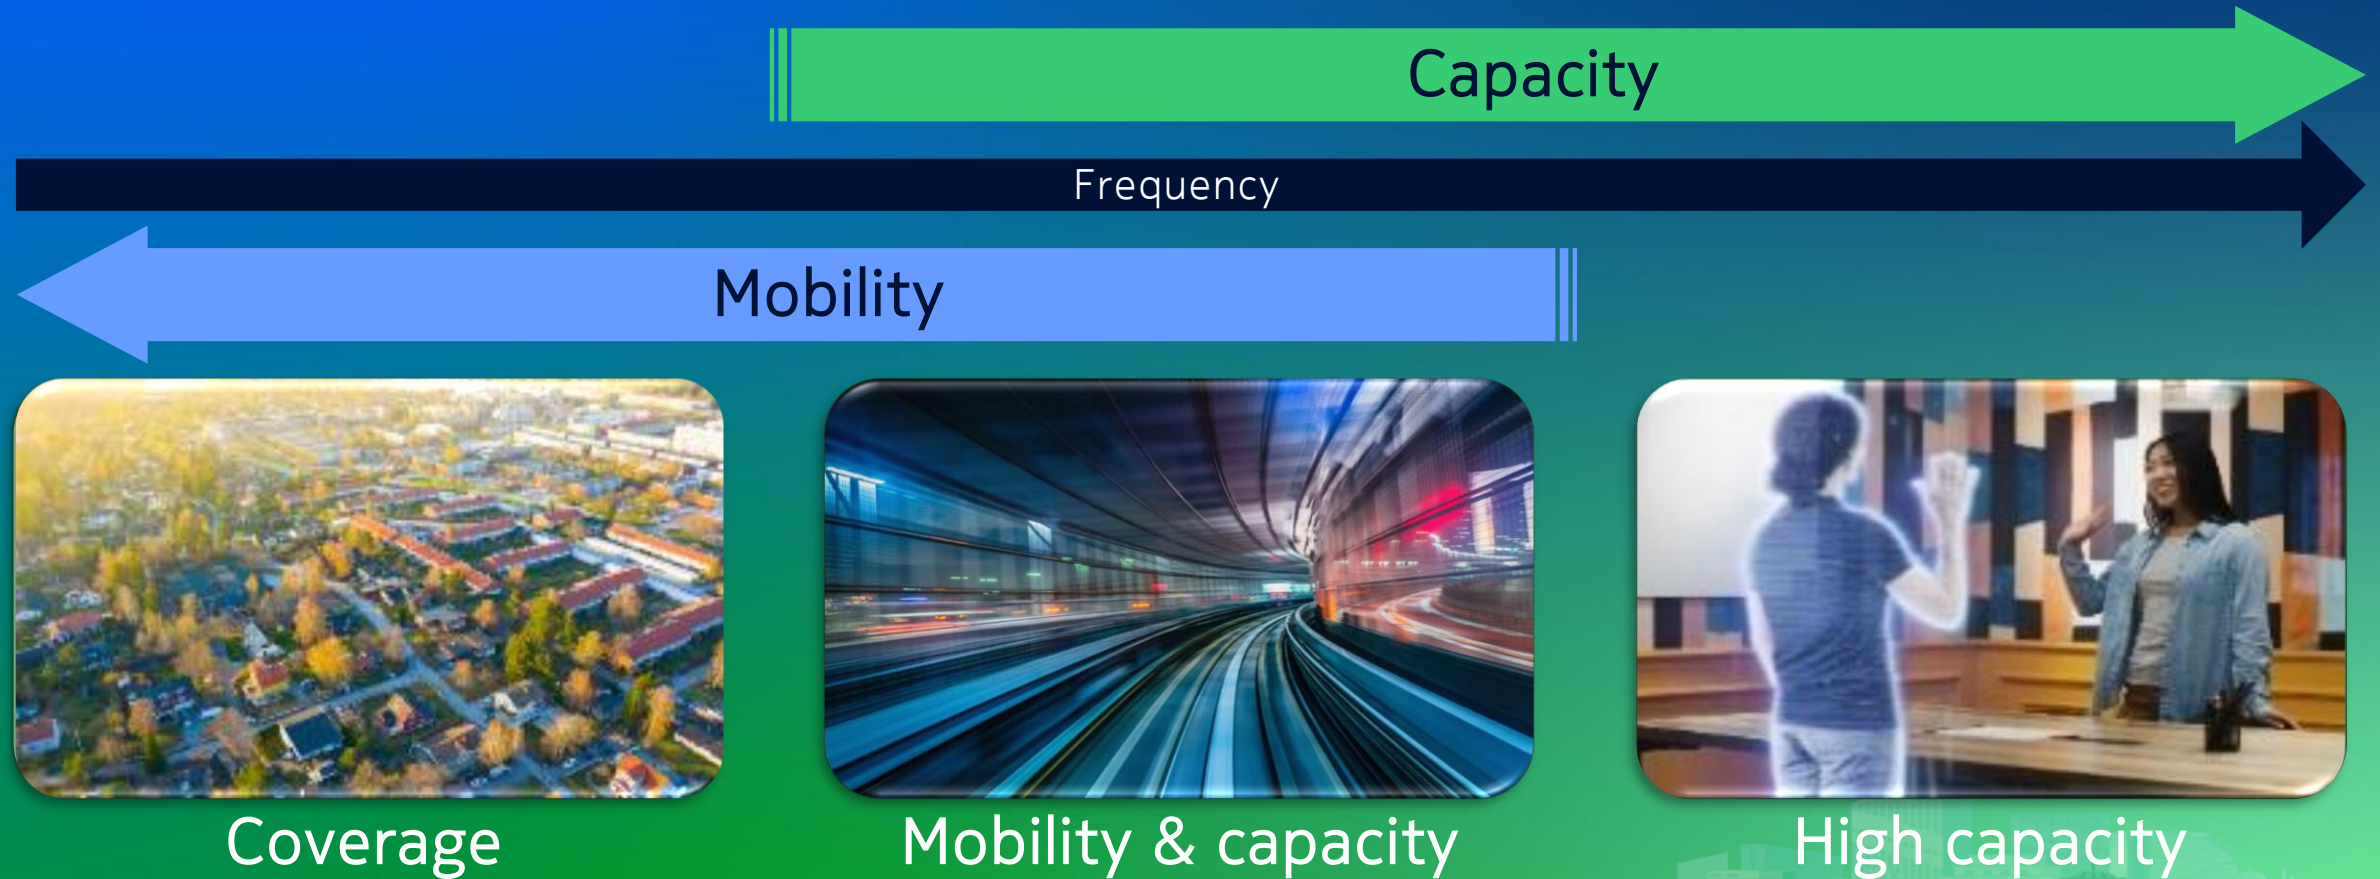 Capacity
Frequency
Mobility
Coverage
Mobility & capacity
High capacity